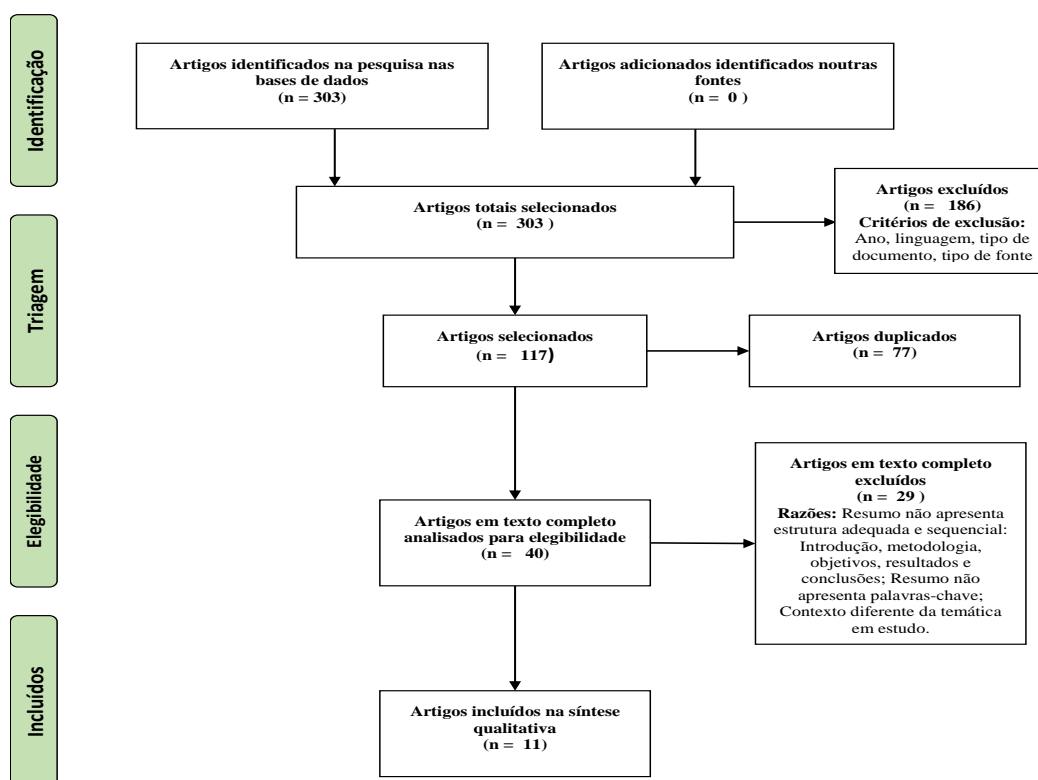 Identificação
Artigos identificados na pesquisa nas
bases de dados
(n = 303)
Artigos adicionados identificados noutras
fontes
(n = 0 )
Artigos totais selecionados
(n = 303 )
Artigos excluídos
(n = 186)
Critérios de exclusão:
Ano, linguagem, tipo de
documento, tipo de fonte
Triagem
Artigos selecionados
(n = 117)
Artigos duplicados
(n = 77)
Elegibilidade
Artigos em texto completo
analisados para elegibilidade
(n = 40)
Artigos em texto completo
excluídos
(n = 29 )
Razões: Resumo não apresenta
estrutura adequada e sequencial:
Introdução, metodologia,
objetivos, resultados e
conclusões; Resumo não
apresenta palavras-chave;
Contexto diferente da temática
em estudo.
Incluídos
Artigos incluídos na síntese
qualitativa
(n = 11)